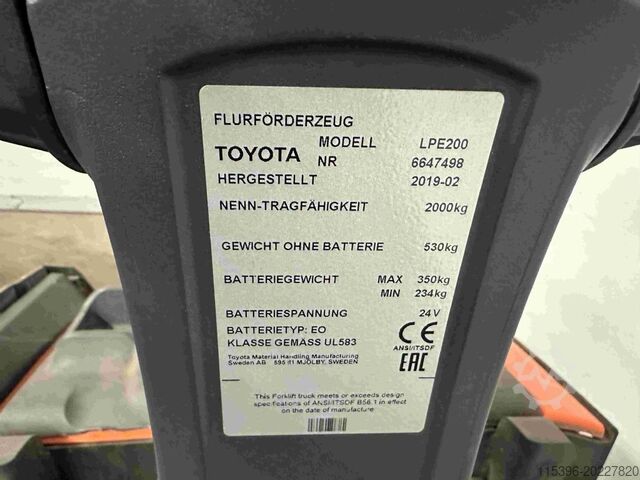 FLURFÖRDERZEUG
TOYOTA MODELL LPE200
NR 6647498
HERGESTELLT 2019-02
NENN-TRAGFÄHIGKEIT 2000kg
GEWICHT OHNE BATTERIE 530kg
BATTERIEGEWICHT MAX 350kg
MIN 234kg
BATTERIESPANNUNG 24V
BATTERIETYP: EO
KLASSE GEMÄSS UL583
CE
ANSI/ITSDF
EAC
Toyota Material Handling Manufacturing
Sweden AB 595 MJÖLBY, SWEDEN
This Forklift truck meets or exceeds design
specifications of ANSI/ITSDF B56.1 in effect
on the date of manufacture
115396-20227820